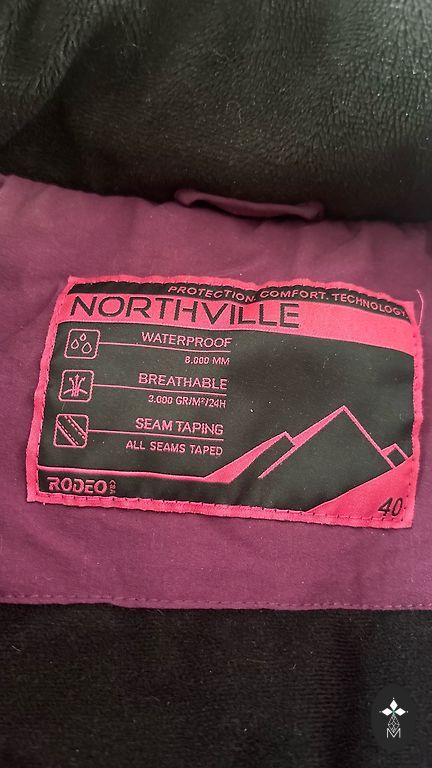 PROTECTION. COMFORT. TECHNOLOGY
NORTHVILLE
WATERPROOF
8.000 MM
BREATHABLE
3.000 GR/M²/24H
SEAM TAPING
ALL SEAMS TAPED
RODEO
40
M